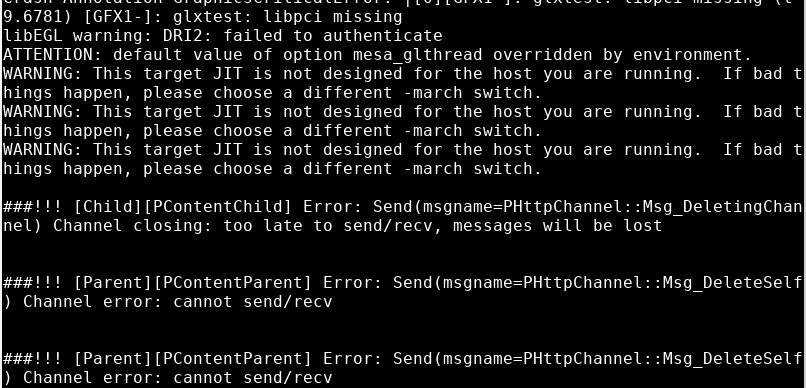 9.6781) [GFX1-]: glxtest: libpci missing
libEGL warning: DRI2: failed to authenticate
ATTENTION: default value of option mesa_glthread overridden by environment.
WARNING: This target JIT is not designed for the host you are running.  If bad t
hings happen, please choose a different -march switch.
WARNING: This target JIT is not designed for the host you are running.  If bad t
hings happen, please choose a different -march switch.
WARNING: This target JIT is not designed for the host you are running.  If bad t
hings happen, please choose a different -march switch.
###!!! [Child][PContentChild] Error: Send(msgname=PHttpChannel::Msg_DeletingChan
nel) Channel closing: too late to send/recv, messages will be lost
###!!! [Parent][PContentParent] Error: Send(msgname=PHttpChannel::Msg_DeleteSelf
) Channel error: cannot send/recv
###!!! [Parent][PContentParent] Error: Send(msgname=PHttpChannel::Msg_DeleteSelf
) Channel error: cannot send/recv